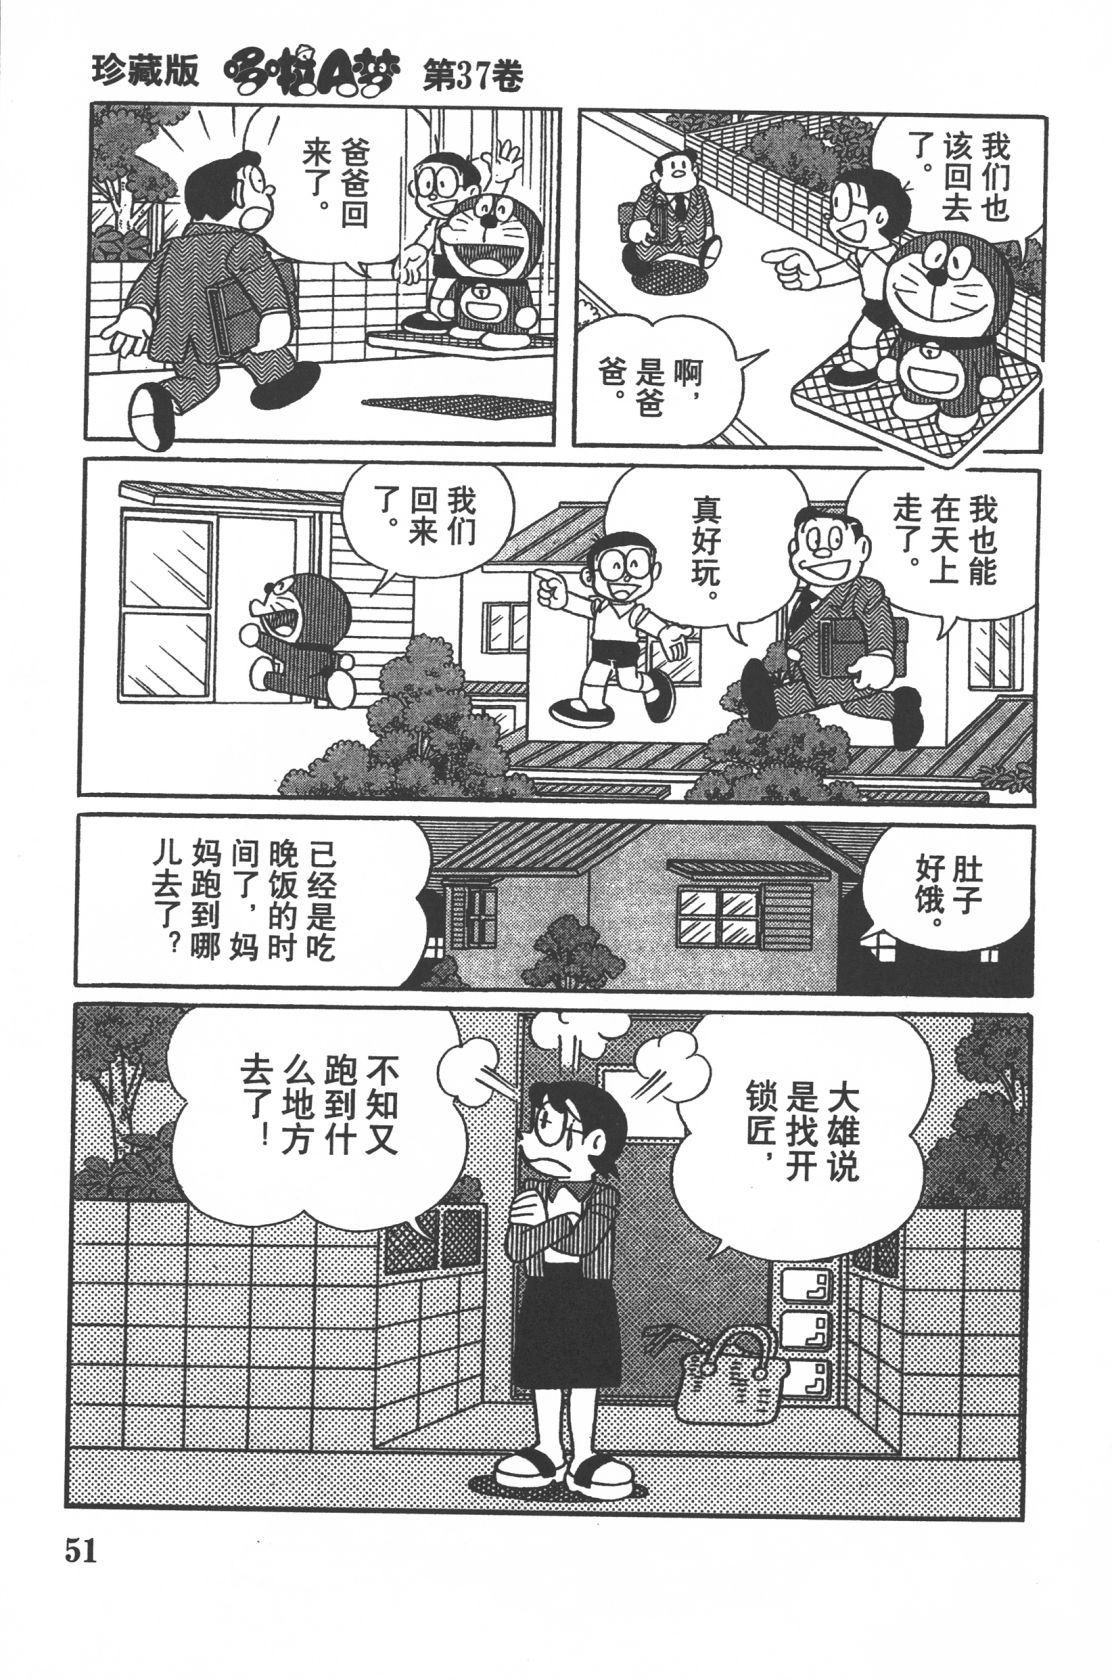 珍藏版 哆啦A梦 第37卷
我们也
该回去
了。
啊，
是爸
爸。
爸爸回
来了。
我也能
在天上
走了。
真好玩。
我们
回来
了。
肚子
好饿。
已经是吃
晚饭的时
间了，妈
妈跑到哪
儿去了？
大雄说
是找开
锁匠，
不知又
跑到什
么地方
去了！
51